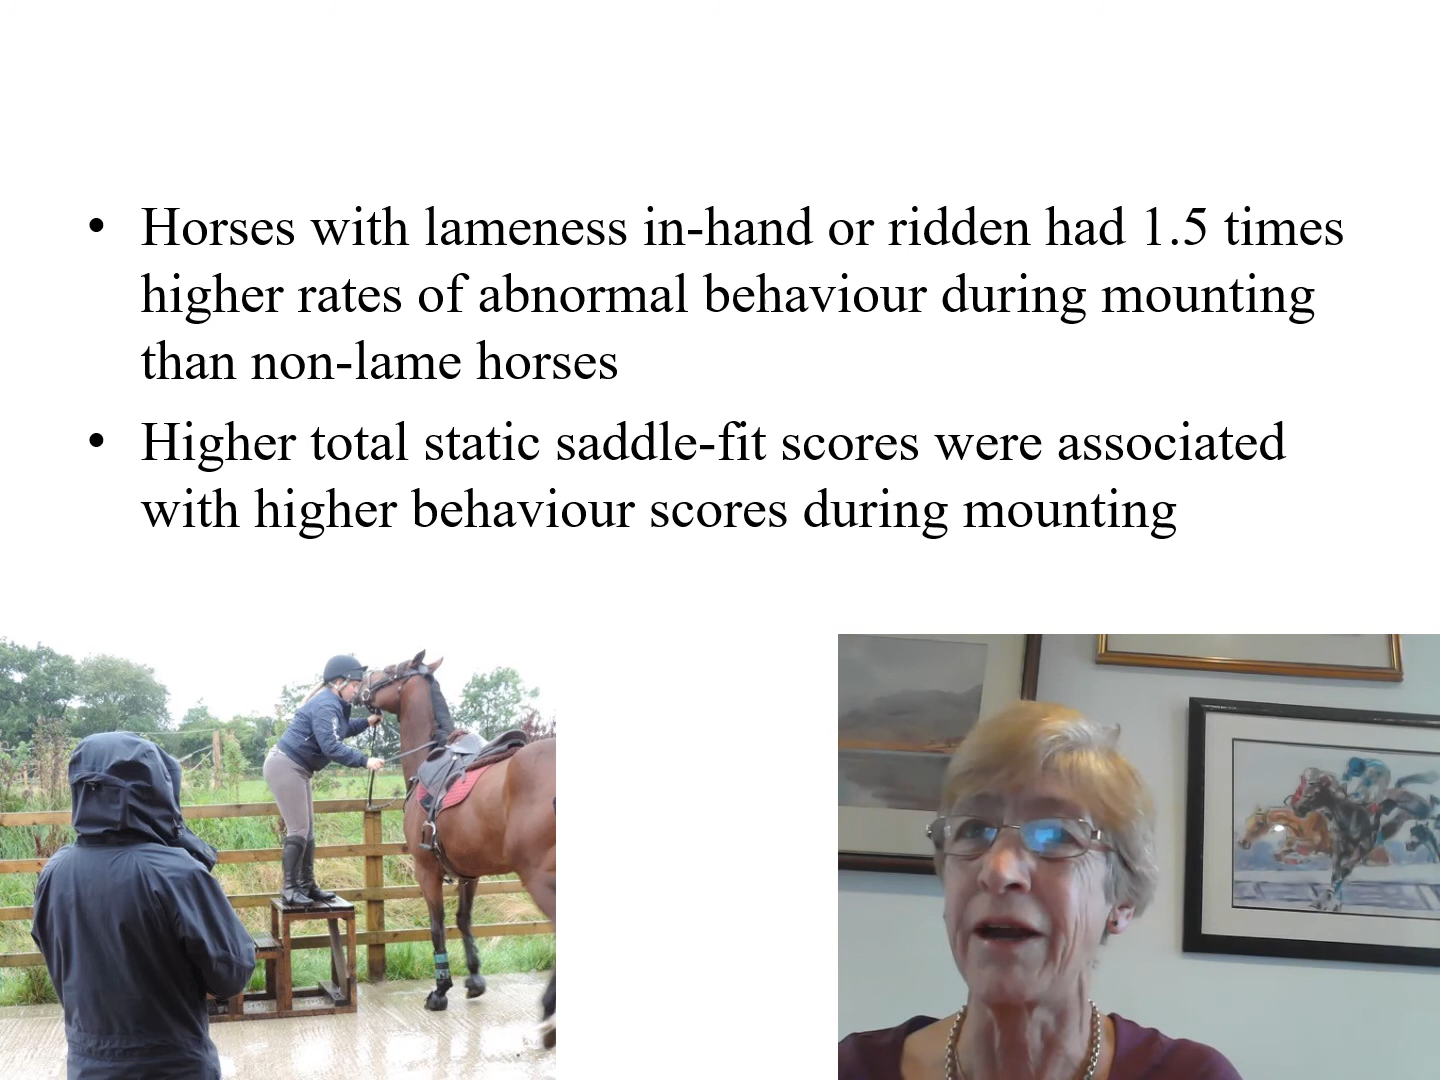 • Horses with lameness in-hand or ridden had 1.5 times
higher rates of abnormal behaviour during mounting
than non-lame horses
• Higher total static saddle-fit scores were associated
with higher behaviour scores during mounting